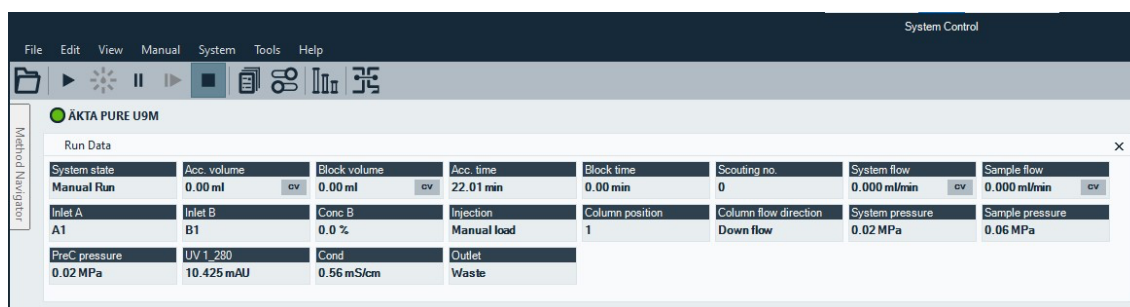 System Control
File Edit View Manual System Tools Help
ÄKTA PURE U9M
Method Navigator
Run Data
System state Acc. volume Block volume Acc. time Block time Scouting no. System flow Sample flow
Manual Run 0.00 ml cv 0.00 ml cv 22.01 min 0.00 min 0 0.000 ml/min cv 0.000 ml/min cv
Inlet A Inlet B Conc B Injection Column position Column flow direction System pressure Sample pressure
A1 B1 0.0 % Manual load 1 Down flow 0.02 MPa 0.06 MPa
PreC pressure UV 1_280 Cond Outlet
0.02 MPa 10.425 mAU 0.56 mS/cm Waste